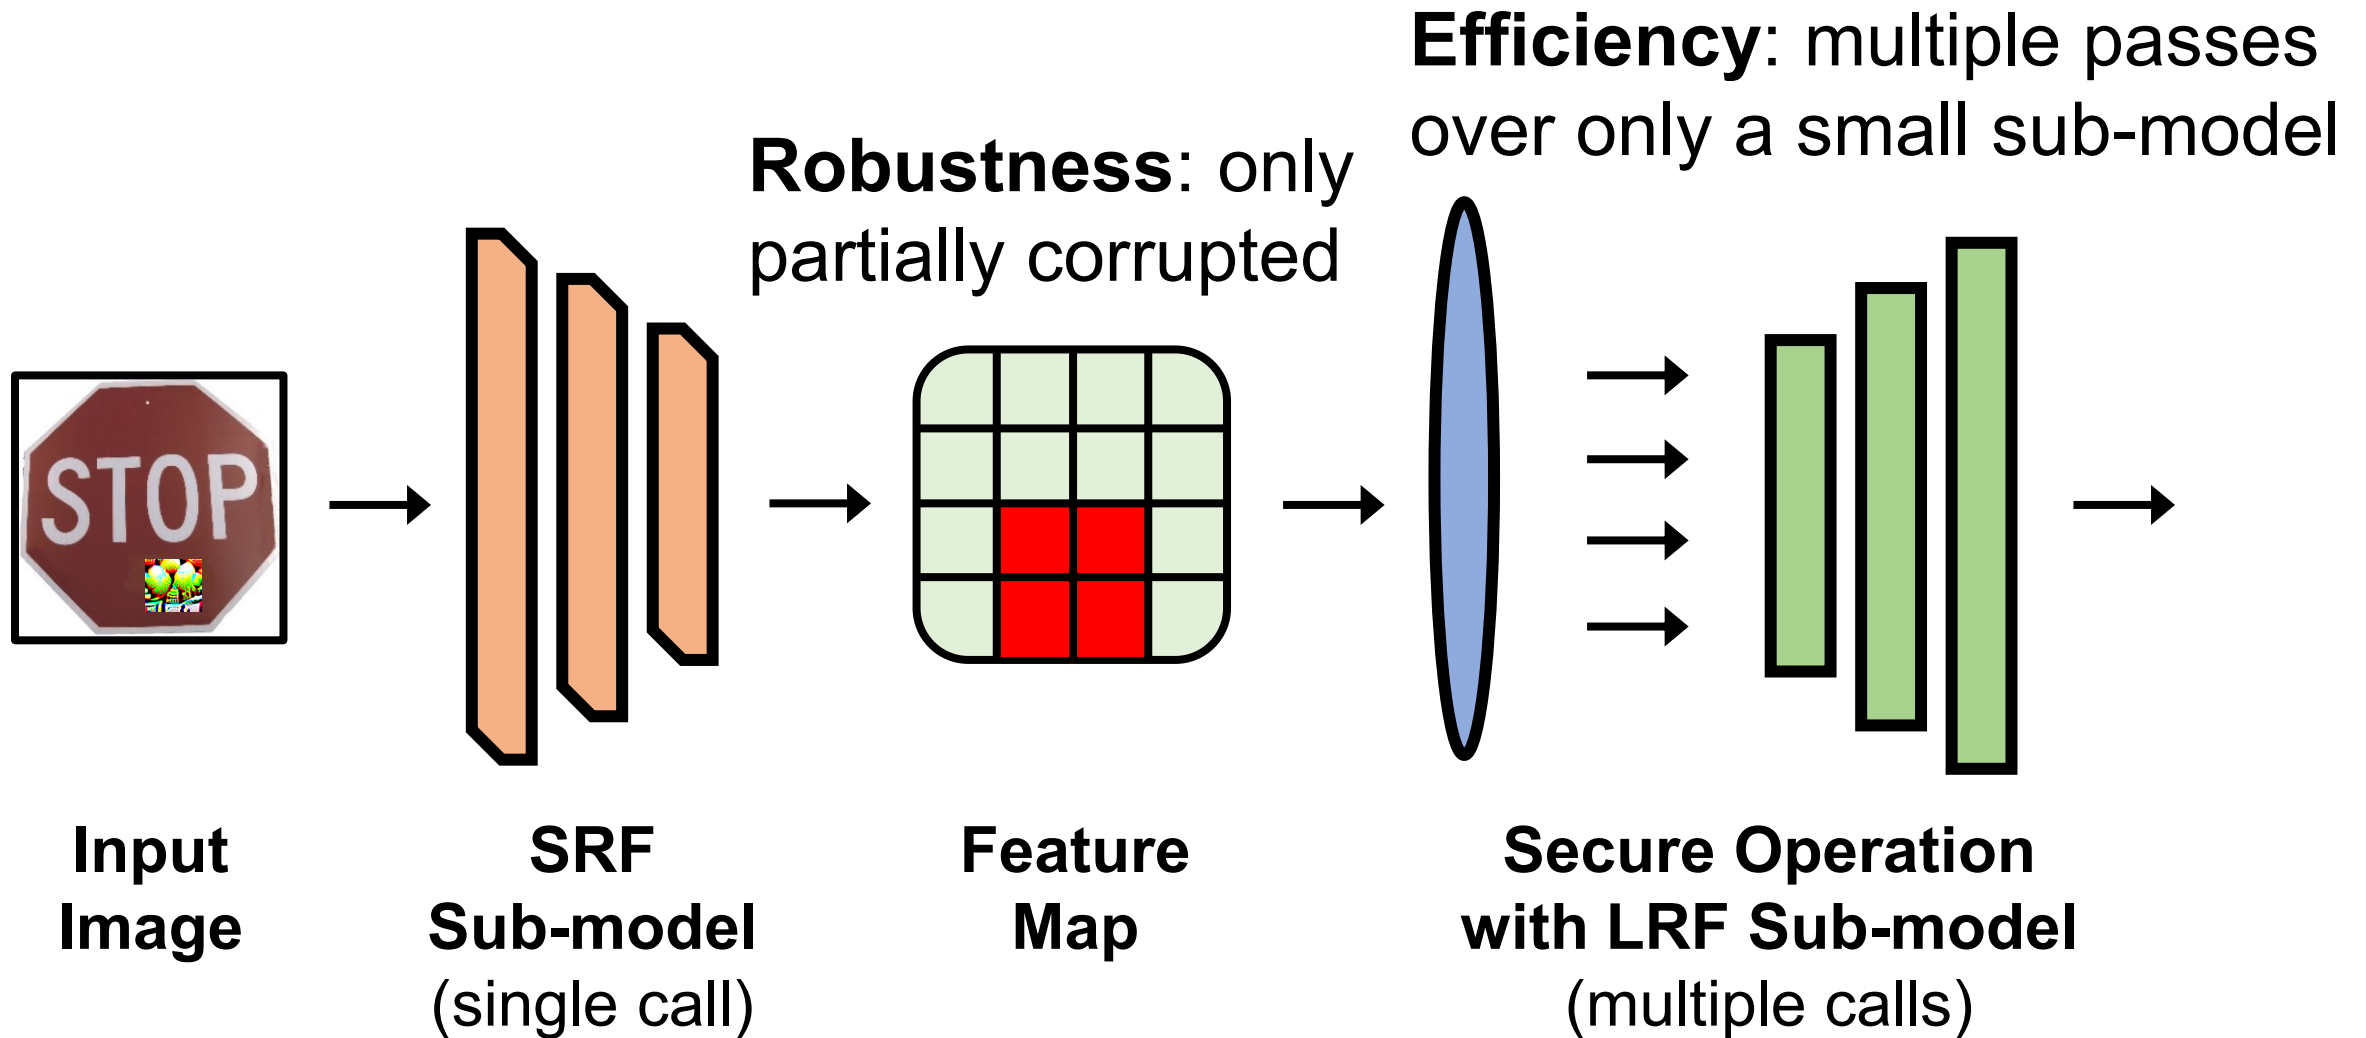 Efficiency: multiple passes
over only a small sub-model
Robustness: only
partially corrupted
STOP
Input
Image
SRF
Sub-model
(single call)
Feature
Map
Secure Operation
with LRF Sub-model
(multiple calls)